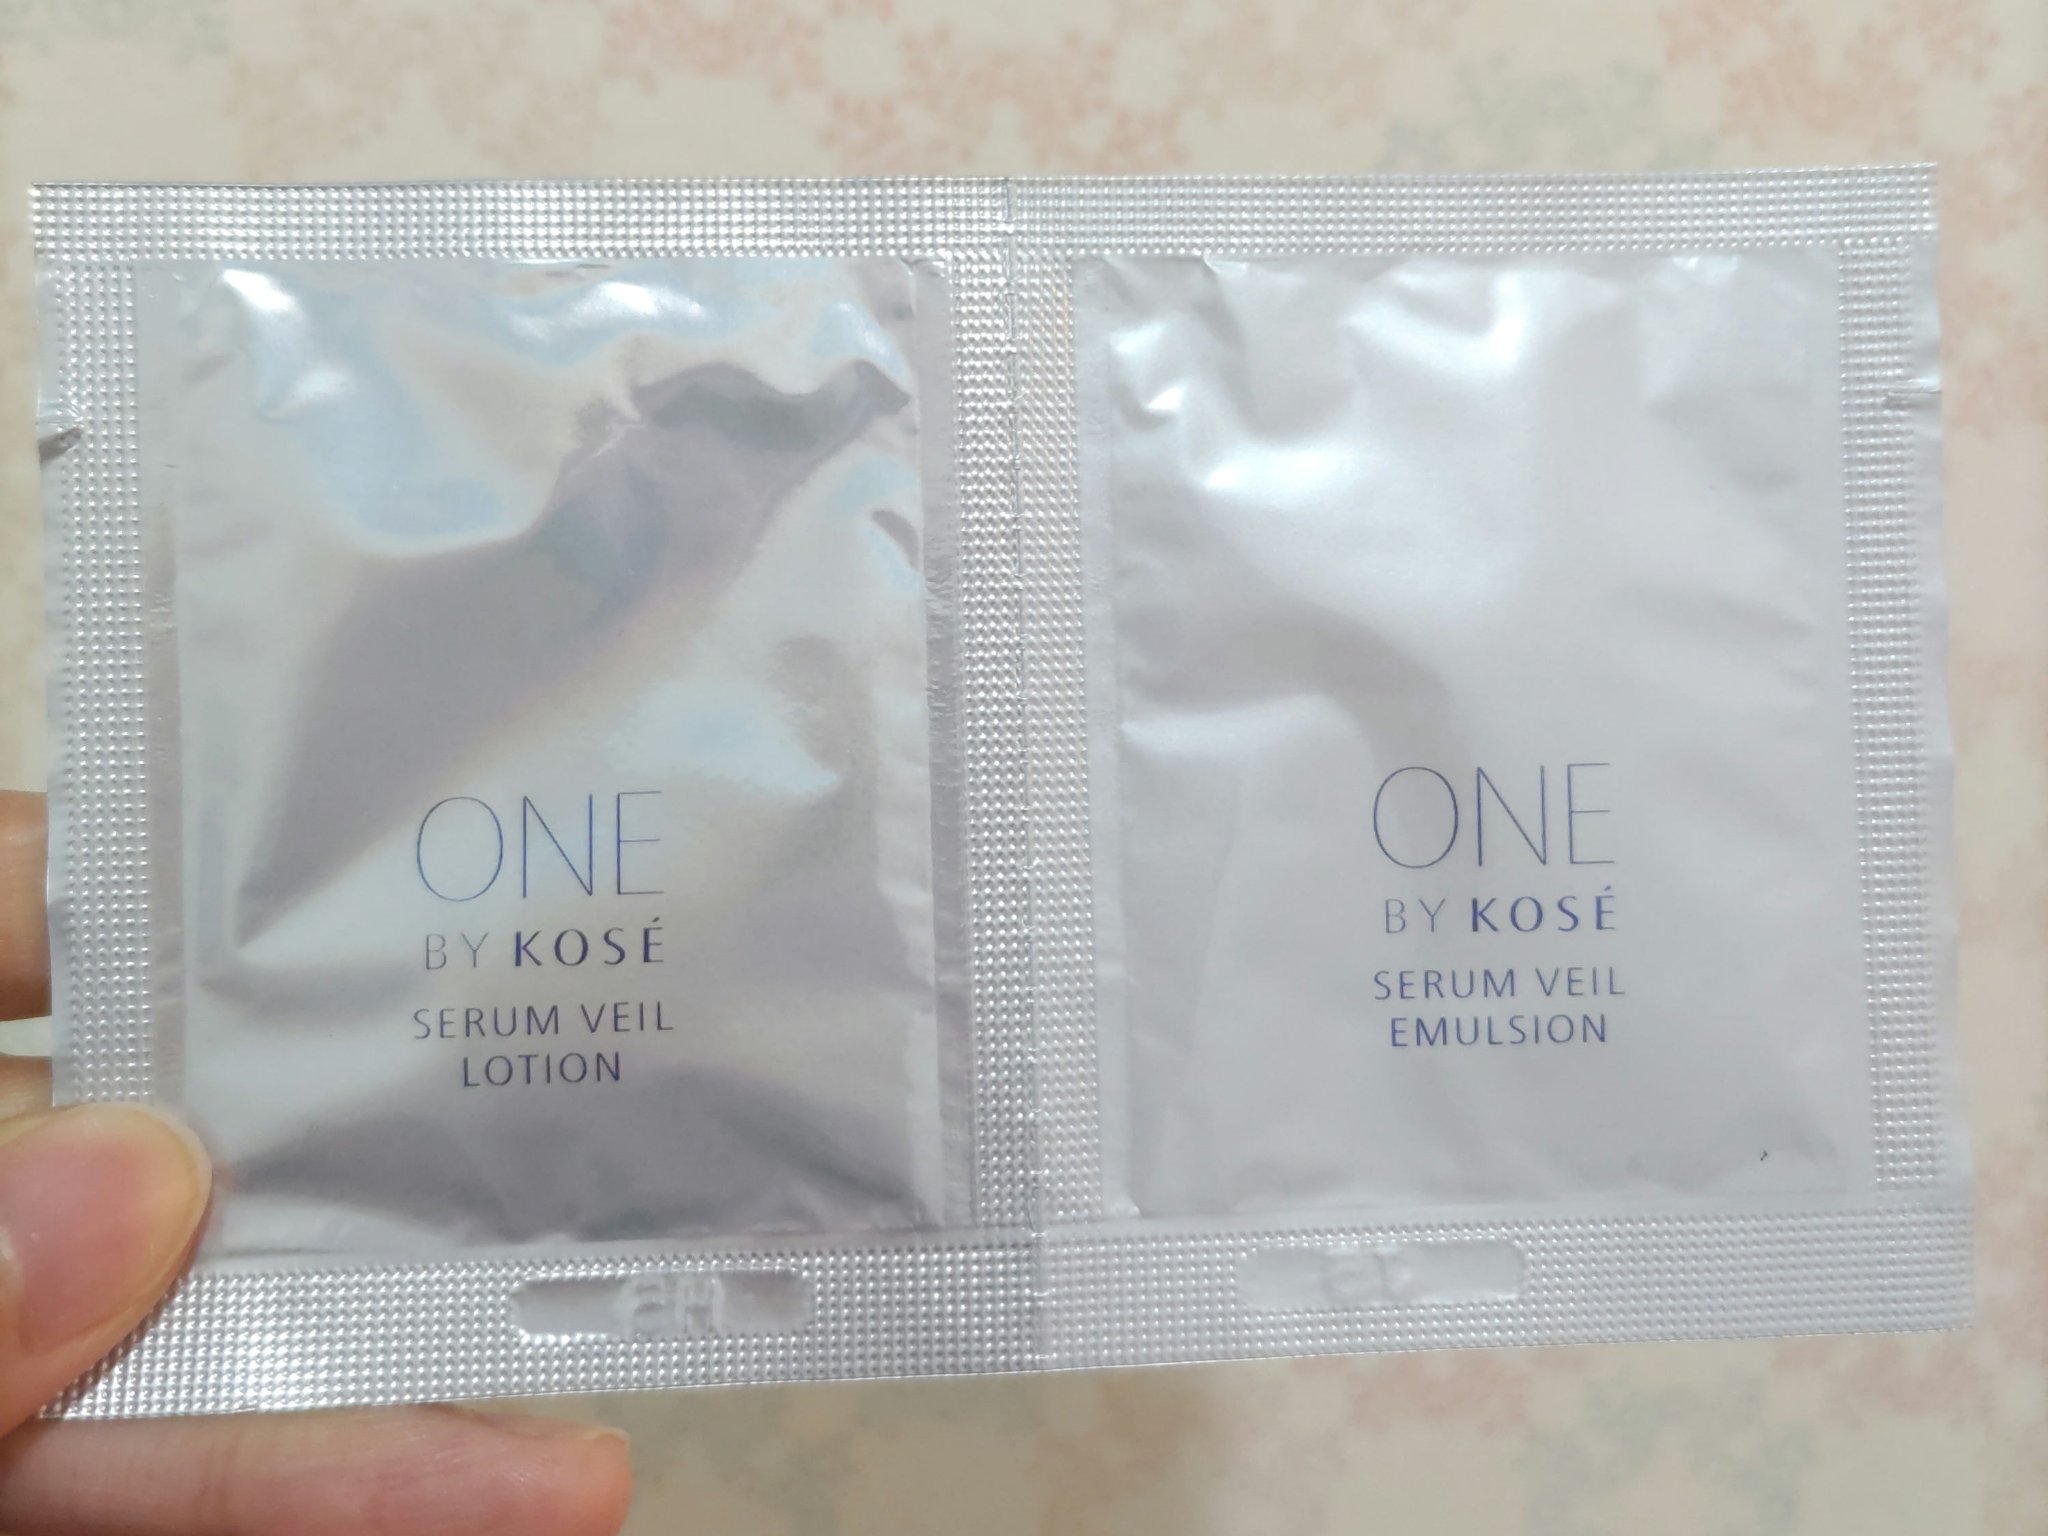 ONE
BY KOSÉ
SERUM VEIL
LOTION
ONE
BY KOSÉ
SERUM VEIL
EMULSION